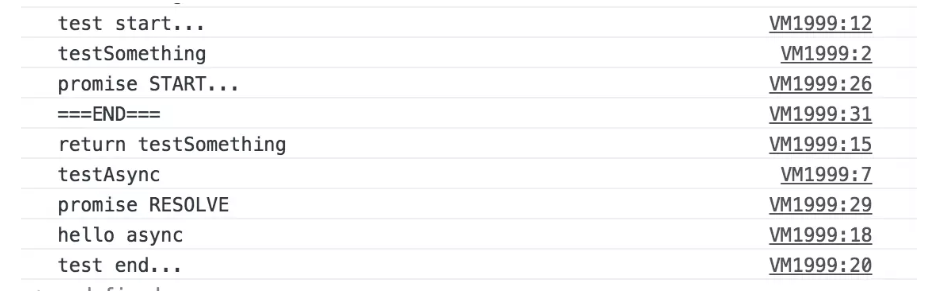 test start... VM1999:12
testSomething VM1999:2
promise START... VM1999:26
===END=== VM1999:31
return testSomething VM1999:15
testAsync VM1999:7
promise RESOLVE VM1999:29
hello async VM1999:18
test end... VM1999:20